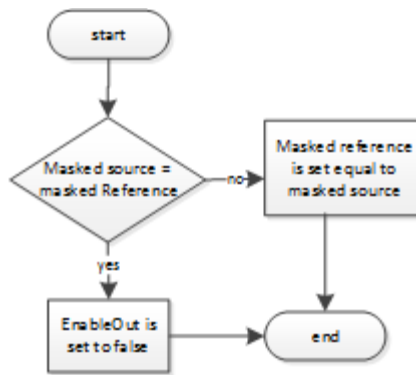 start
Masked source =
masked Reference
no
Masked reference
is set equal to
masked source
yes
EnableOut is
set to false
end